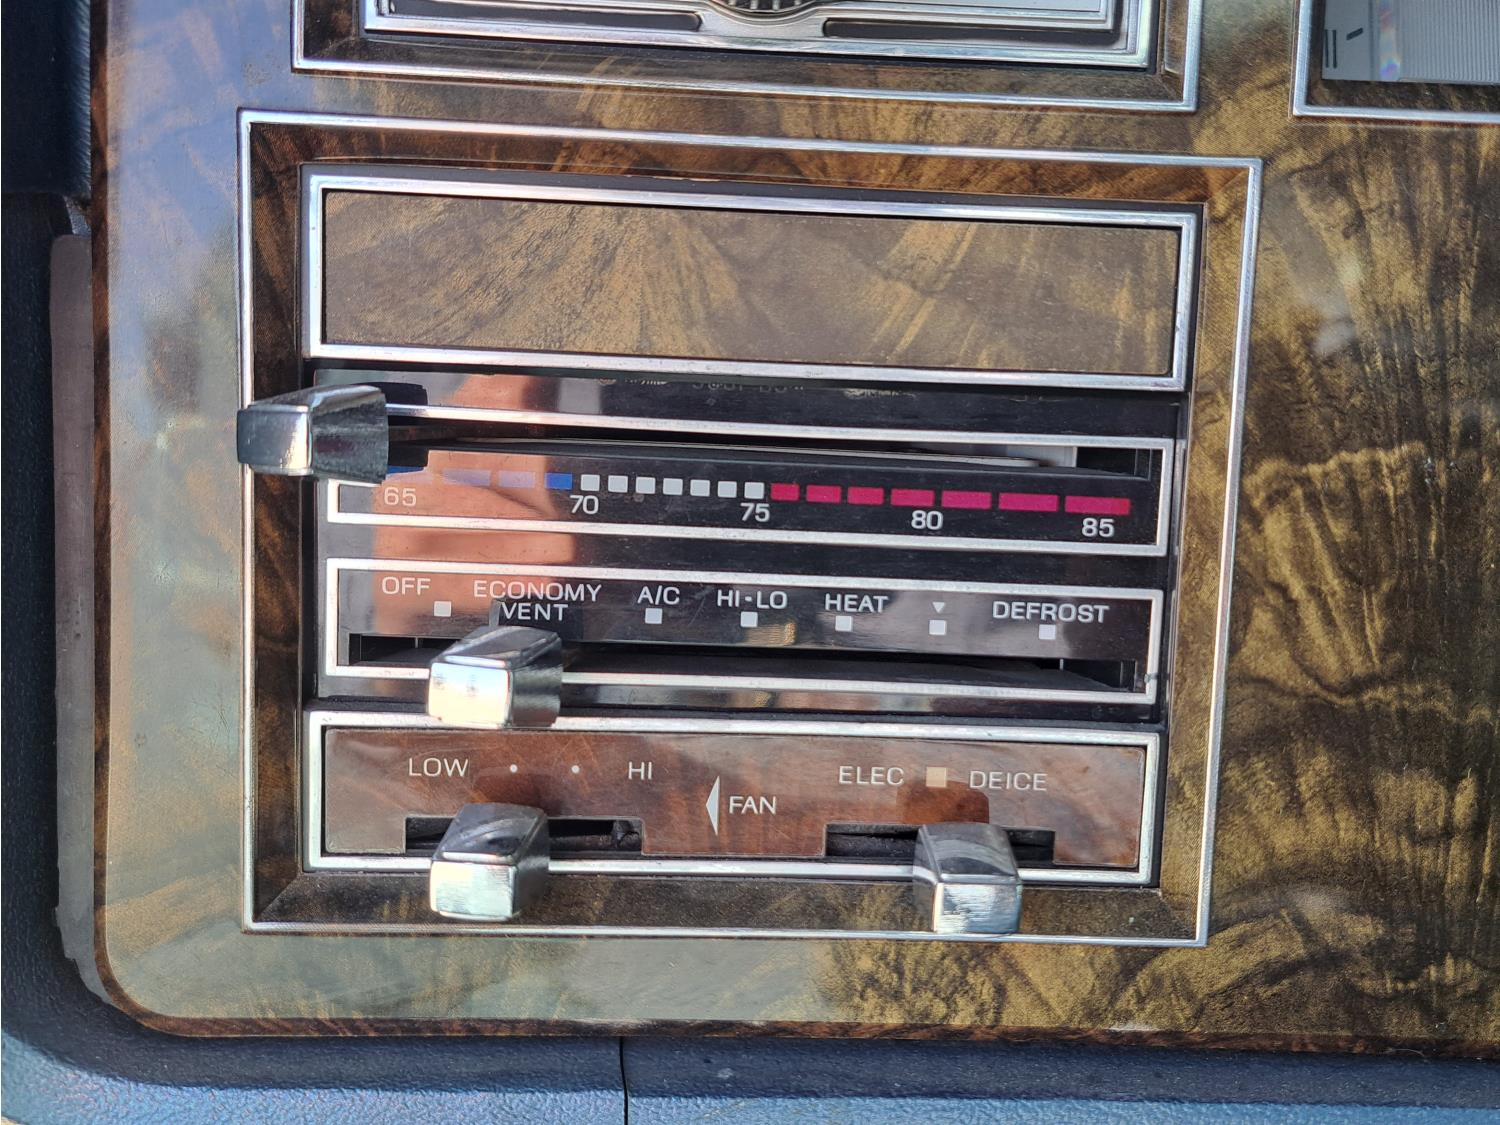 65 70 75 80 85
OFF ECONOMY VENT A/C HI-LO HEAT DEFROST
LOW HI ELEC DEICE
FAN